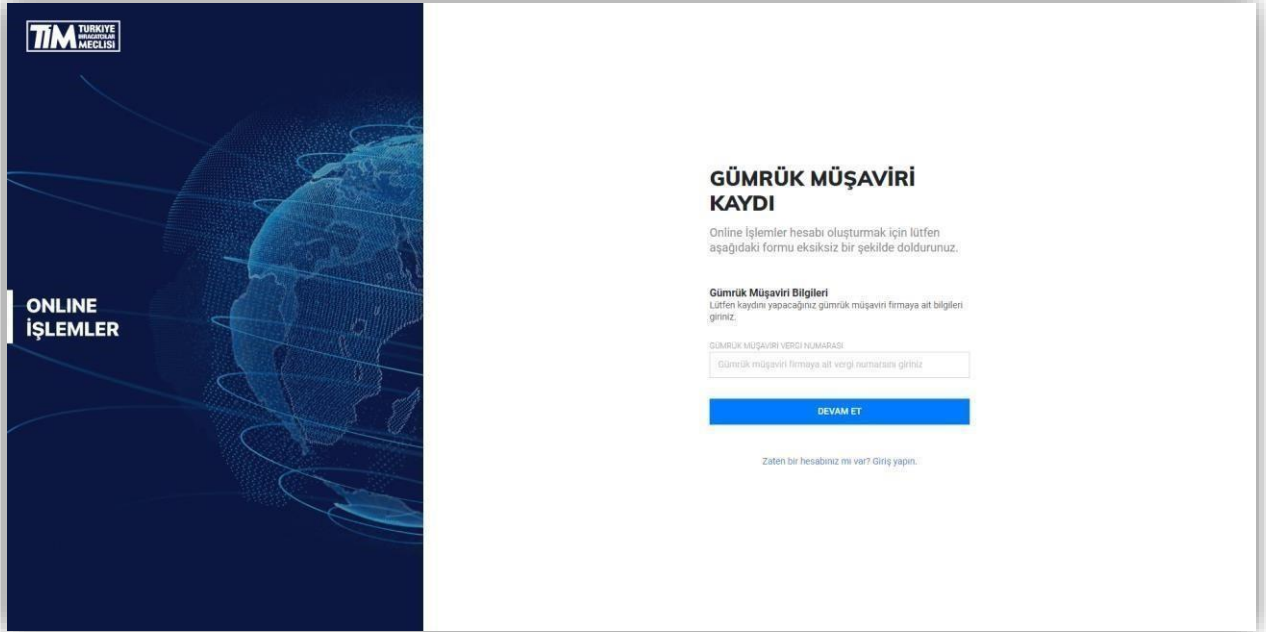 TİM TÜRKİYE
İHRACATÇILAR
MECLİSİ
ONLINE
İŞLEMLER
GÜMRÜK MÜŞAVİRİ
KAYDI
Online İşlemler hesabı oluşturmak için lütfen
aşağıdaki formu eksiksiz bir şekilde doldurunuz.
Gümrük Müşaviri Bilgileri
Lütfen kaydını yapacağınız gümrük müşaviri firmaya ait bilgileri
giriniz.
GÜMRÜK MÜŞAVİRİ VERGİ NUMARASI
Gümrük müşaviri firmaya ait vergi numarsını giriniz
DEVAM ET
Zaten bir hesabınız mı var? Giriş yapın.